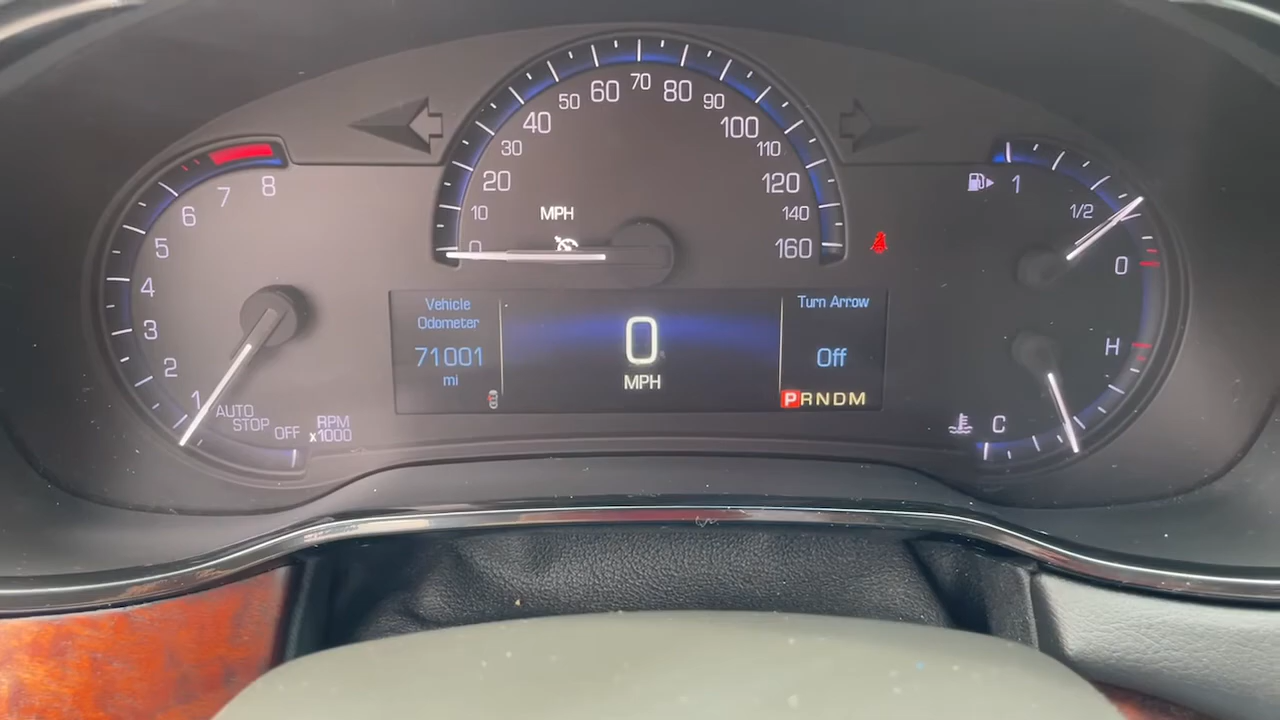 8
7
6
5
4
3
2
1
AUTO
STOP
OFF
RPM
x1000
0
10
20
30
40
50
60
70
80
90
100
110
120
140
160
MPH
Vehicle
Odometer
71001
mi
0
MPH
Turn Arrow
Off
PRNDM
1
1/2
0
H
C